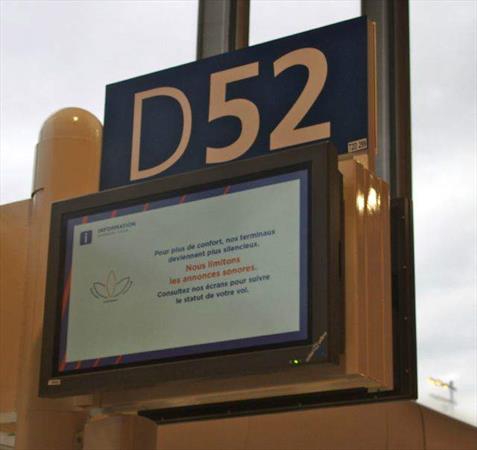 D52
i
INFORMATION
Pour plus de confort, nos terminaux
deviennent plus silencieux.
Nous limitons
les annonces sonores.
Consultez nos écrans pour suivre
le statut de votre vol.